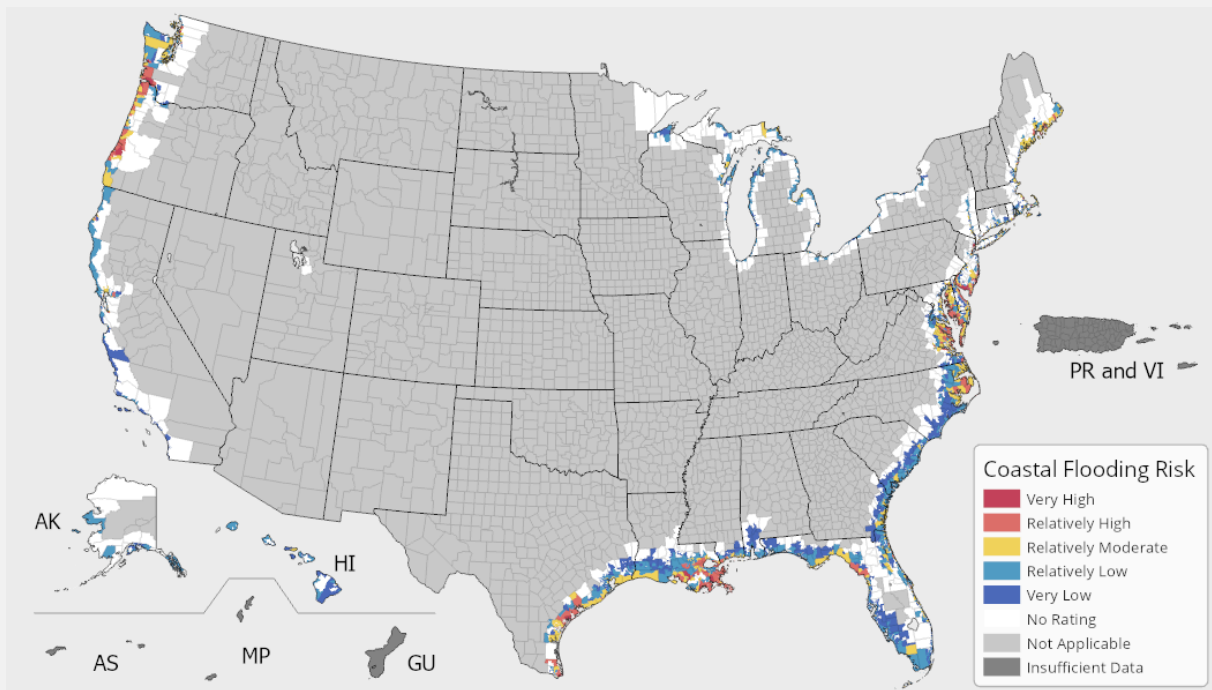 PR and VI
AK
HI
AS
MP
GU
Coastal Flooding Risk
Very High
Relatively High
Relatively Moderate
Relatively Low
Very Low
No Rating
Not Applicable
Insufficient Data